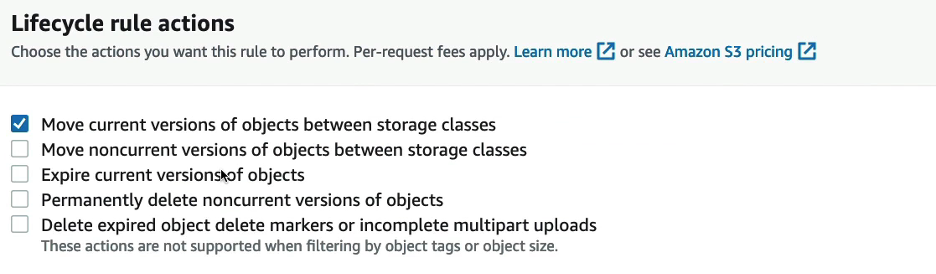 Lifecycle rule actions
Choose the actions you want this rule to perform. Per-request fees apply. Learn more or see Amazon S3 pricing
Move current versions of objects between storage classes
Move noncurrent versions of objects between storage classes
Expire current versions of objects
Permanently delete noncurrent versions of objects
Delete expired object delete markers or incomplete multipart uploads
These actions are not supported when filtering by object tags or object size.